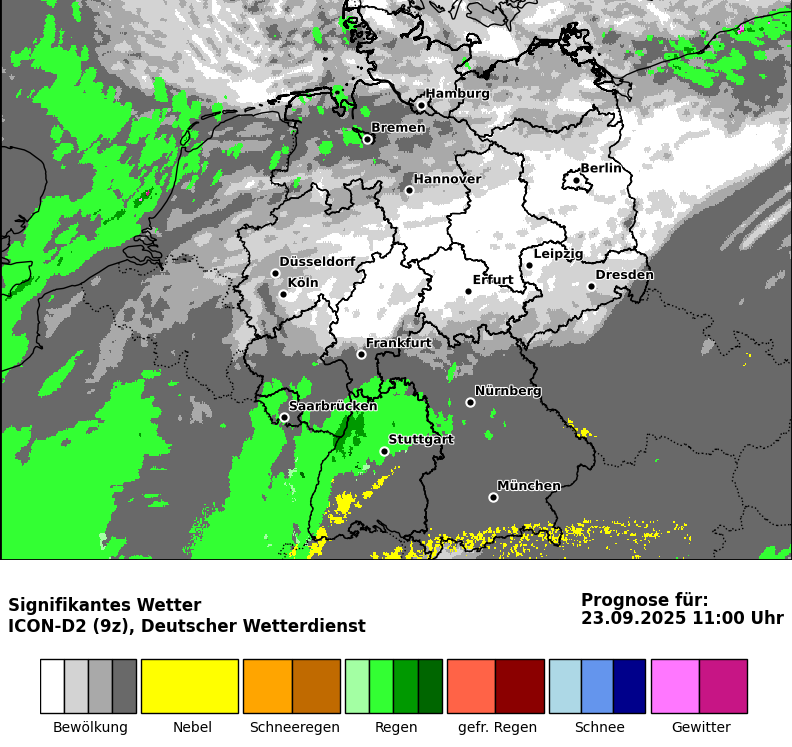 Hamburg
Bremen
Berlin
Hannover
Leipzig
Düsseldorf
Dresden
Köln
Erfurt
Frankfurt
Nürnberg
Saarbrücken
Stuttgart
München
Signifikantes Wetter
ICON-D2 (9z), Deutscher Wetterdienst
Prognose für:
23.09.2025 11:00 Uhr
Bewölkung Nebel Schneeregen Regen gefr. Regen Schnee Gewitter